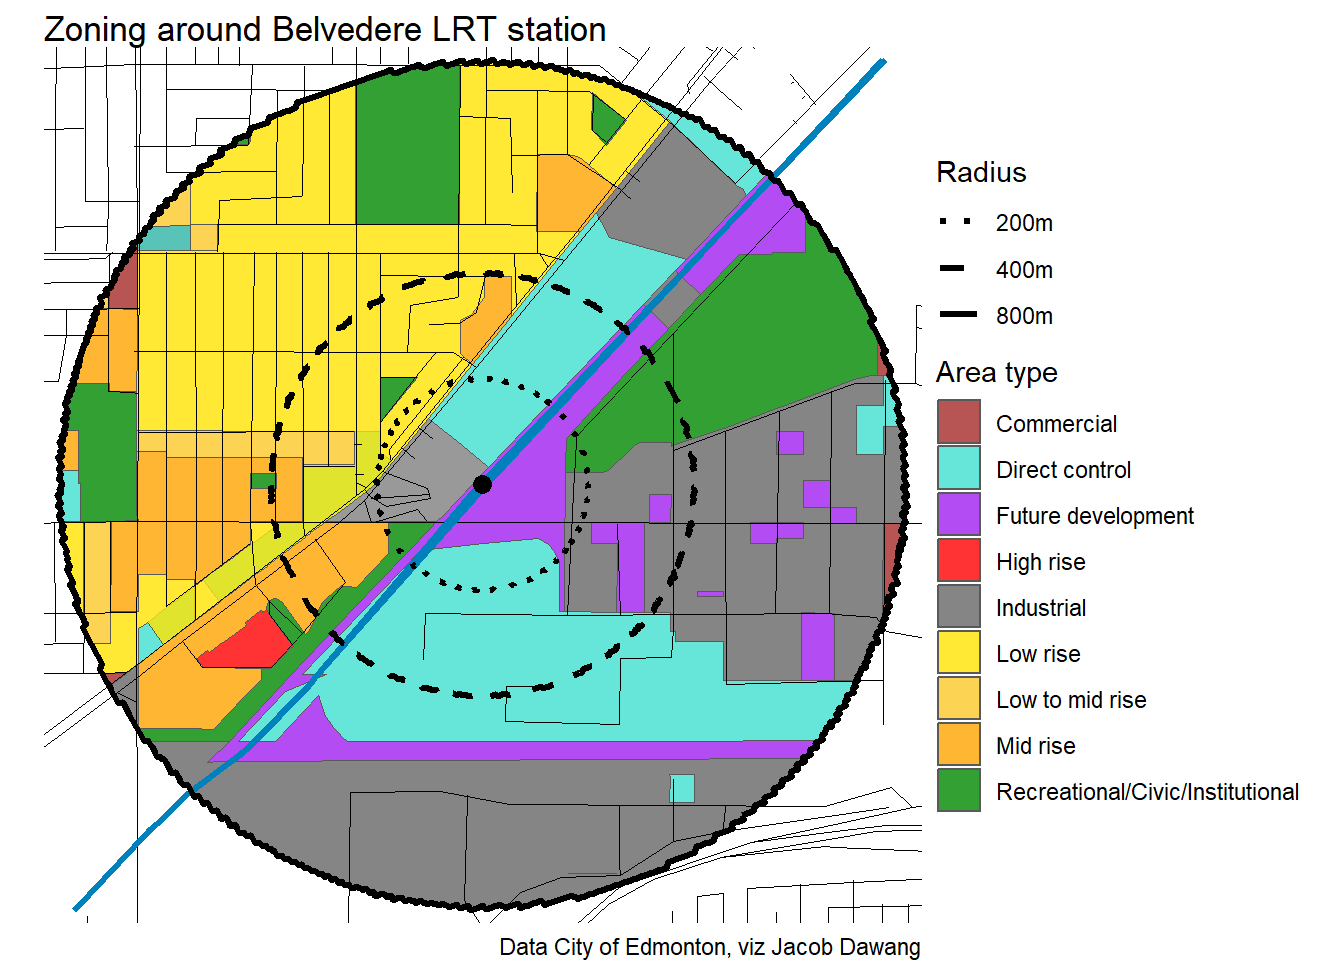 Zoning around Belvedere LRT station
Radius
200m
400m
800m
Area type
Commercial
Direct control
Future development
High rise
Industrial
Low rise
Low to mid rise
Mid rise
Recreational/Civic/Institutional
Data City of Edmonton, viz Jacob Dawang